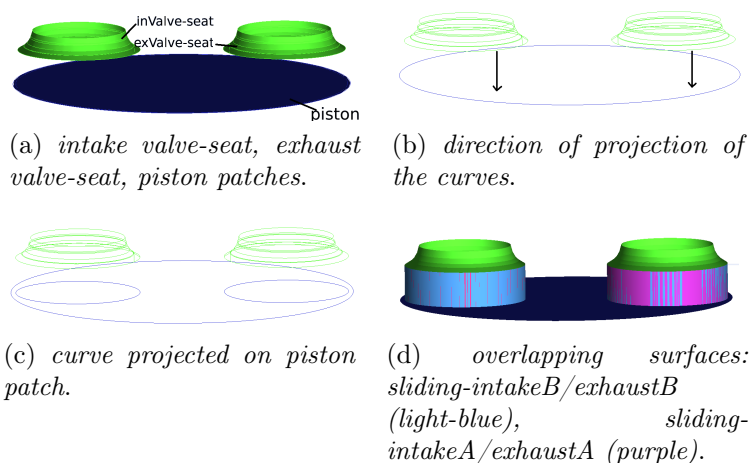 inValve-seat
exValve-seat
piston
(a) intake valve-seat, exhaust
valve-seat, piston patches.
(b) direction of projection of
the curves.
(c) curve projected on piston
patch.
(d) overlapping surfaces:
sliding-intakeB/exhaustB
(light-blue), sliding-
intakeA/exhaustA (purple).